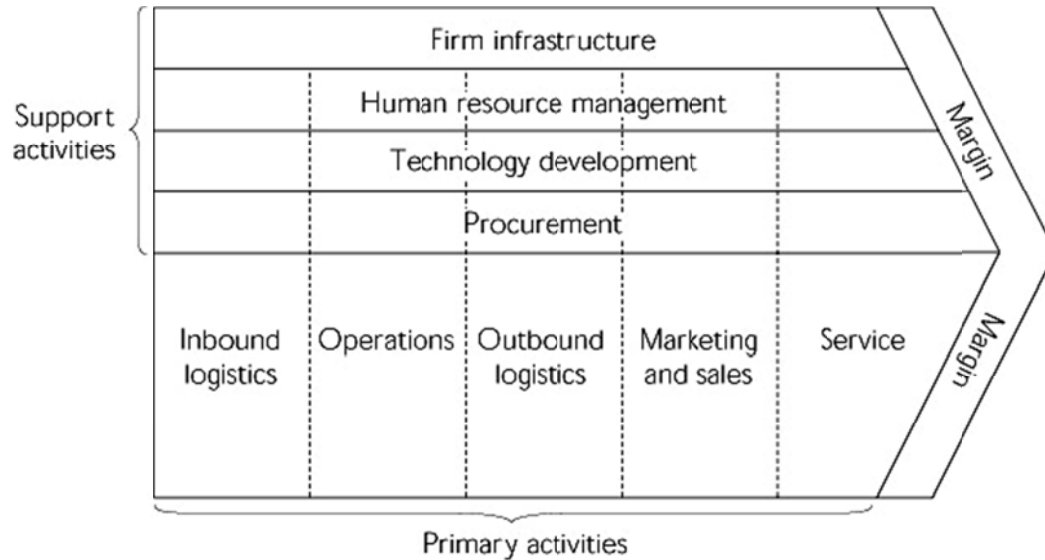 Firm infrastructure
Human resource management
Support
activities
Technology development
Procurement
Margin
Inbound
logistics
Operations
Outbound
logistics
Marketing
and sales
Service
Margin
Primary activities